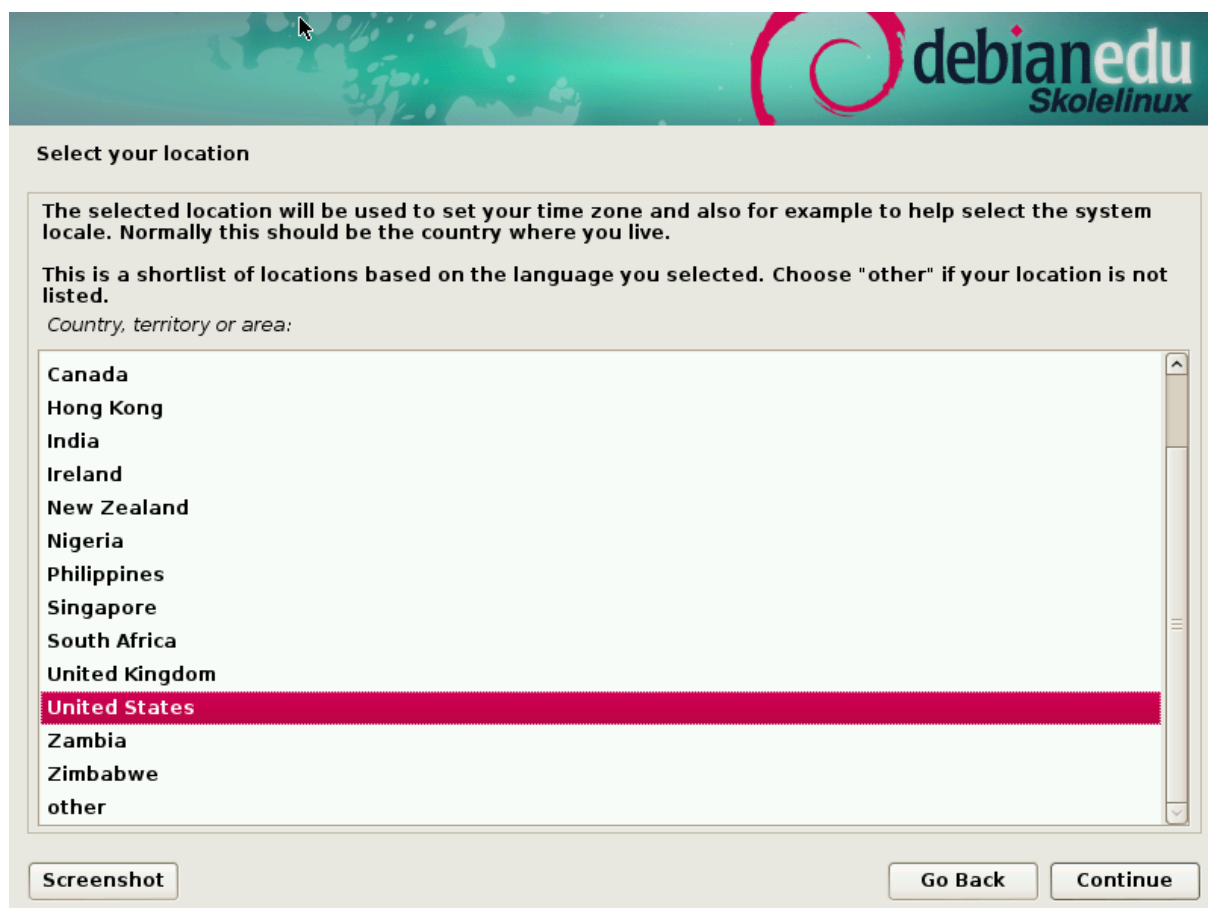 debianedu
Skolelinux
Select your location
The selected location will be used to set your time zone and also for example to help select the system
locale. Normally this should be the country where you live.
This is a shortlist of locations based on the language you selected. Choose "other" if your location is not
listed.
Country, territory or area:
Canada
Hong Kong
India
Ireland
New Zealand
Nigeria
Philippines
Singapore
South Africa
United Kingdom
United States
Zambia
Zimbabwe
other
Screenshot
Go Back
Continue